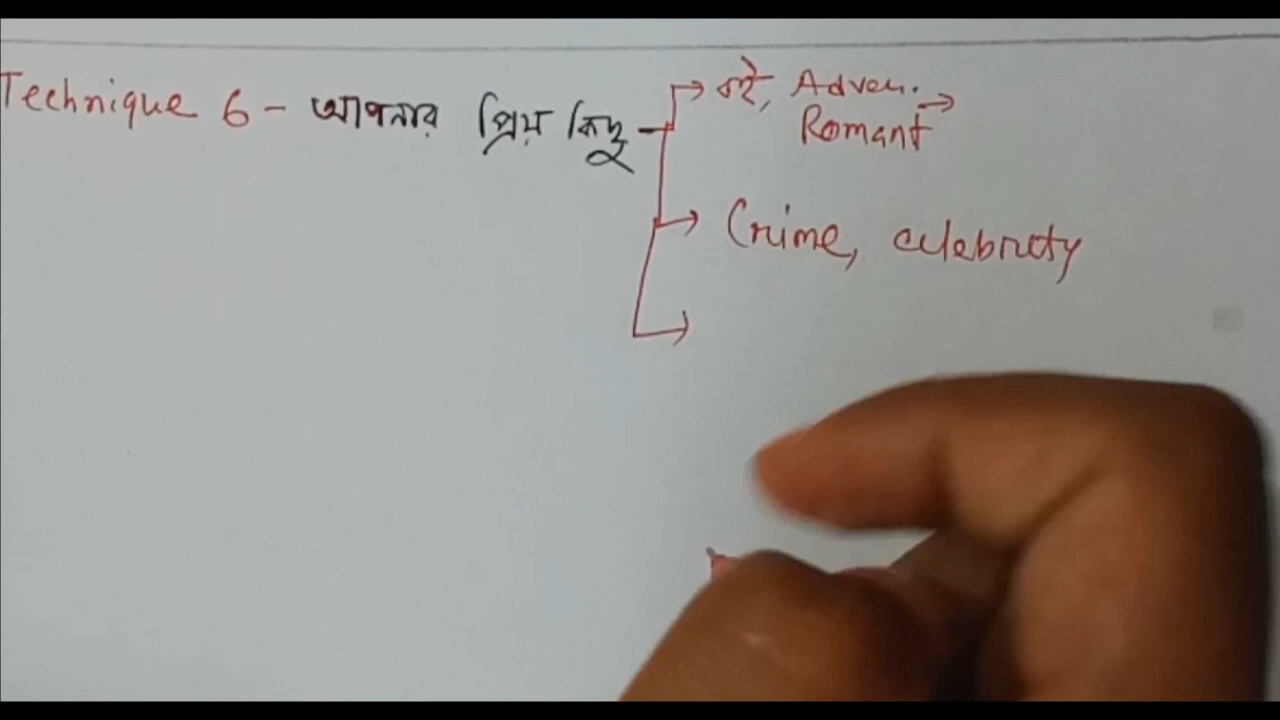 Technique 6 - আপনার প্রিয় কিছু → বই, Adven.
Romant →
→ Crime, celebrity
→